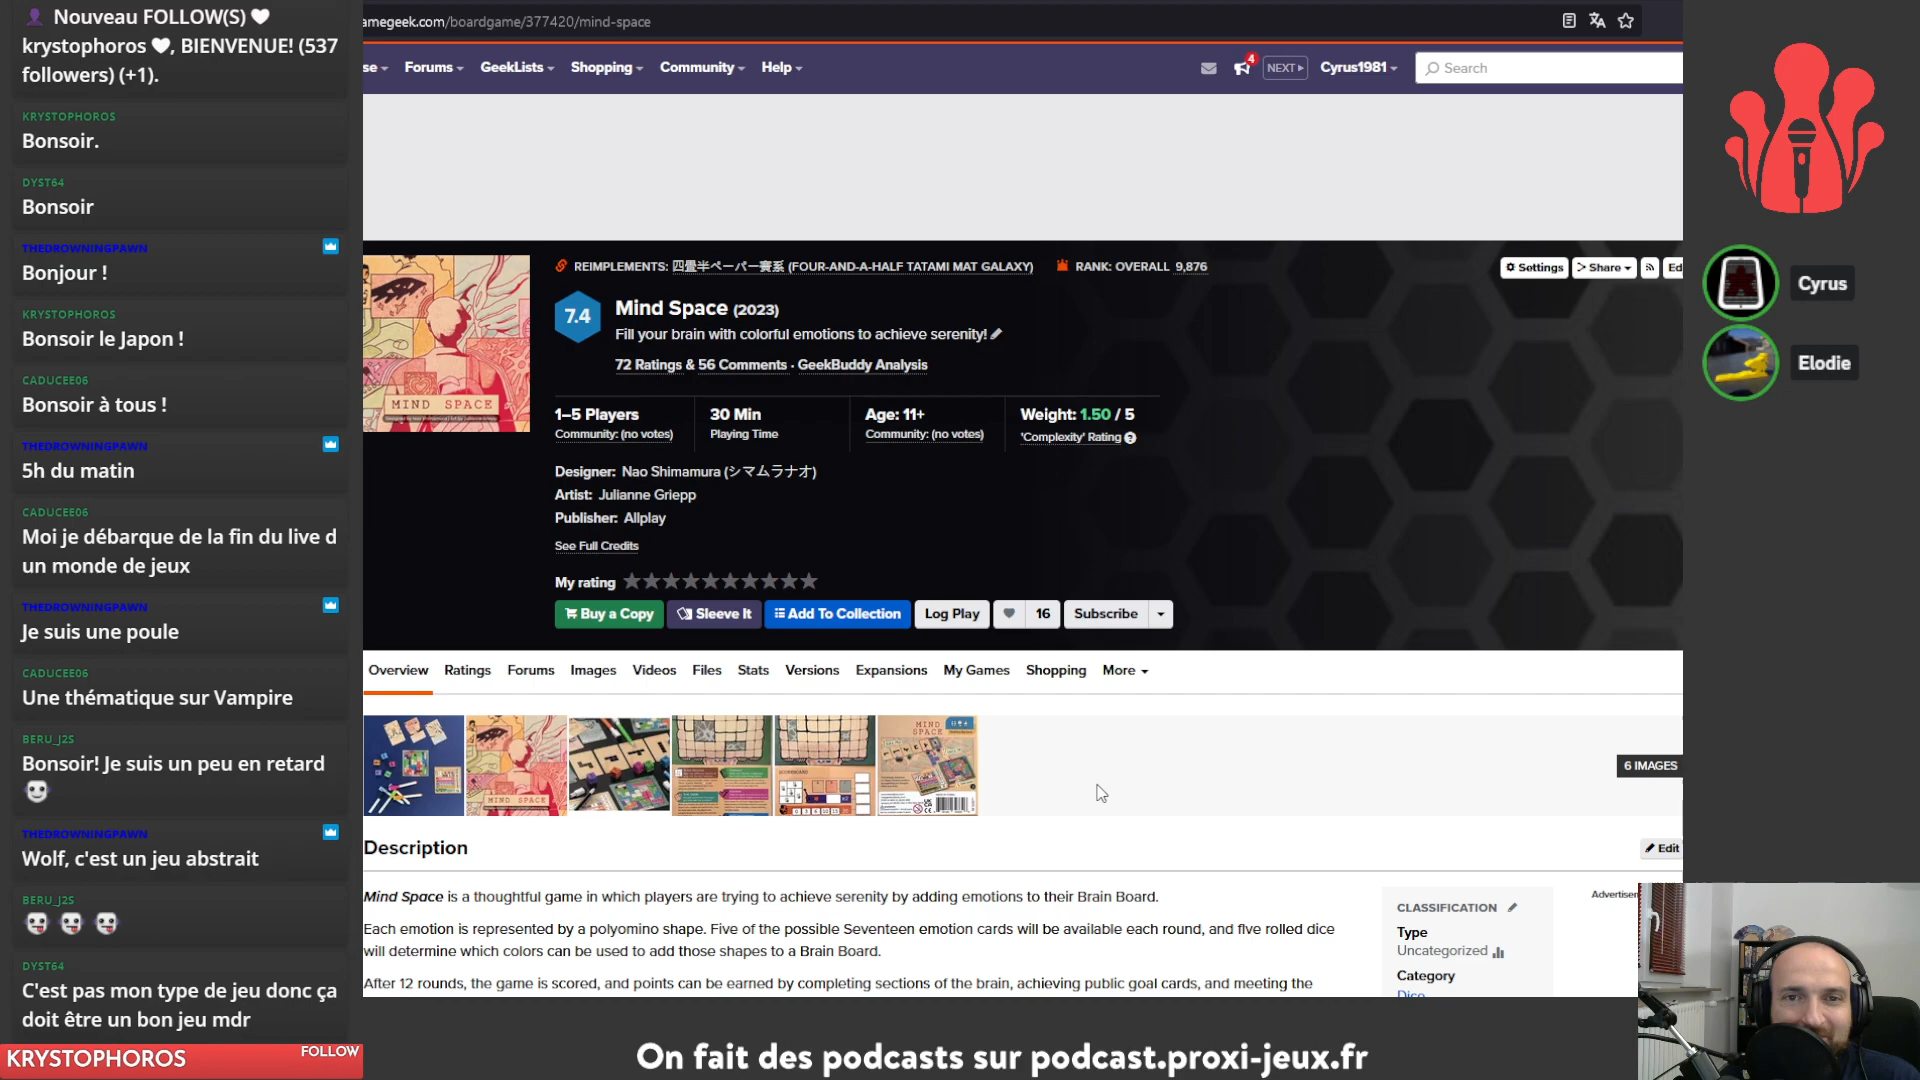 Nouveau FOLLOW(S) ♥
krystophoros ♥, BIENVENUE! (537
followers) (+1).
KRYSTOPHOROS
Bonsoir.
DYST64
Bonsoir
THEDROWNINGPAWN
Bonjour !
KRYSTOPHOROS
Bonsoir le Japon !
CADUCEE06
Bonsoir à tous !
THEDROWNINGPAWN
5h du matin
CADUCEE06
Moi je débarque de la fin du live d
un monde de jeux
THEDROWNINGPAWN
Je suis une poule
CADUCEE06
Une thématique sur Vampire
BERU_J2S
Bonsoir! Je suis un peu en retard
THEDROWNINGPAWN
Wolf, c'est un jeu abstrait
BERU_J2S
DYST64
C'est pas mon type de jeu donc ça
doit être un bon jeu mdr
KRYSTOPHOROS
FOLLOW
amegeek.com/boardgame/377420/mind-space
se Forums GeekLists Shopping Community Help
4 NEXT Cyrus1981 Search
REIMPLEMENTS: 四畳半ペーパー賽系 (FOUR-AND-A-HALF TATAMI MAT GALAXY) RANK: OVERALL 9,876
Settings Share Ed
7.4
Mind Space (2023)
Fill your brain with colorful emotions to achieve serenity!
72 Ratings & 56 Comments · GeekBuddy Analysis
MIND SPACE
1–5 Players 30 Min Age: 11+ Weight: 1.50 / 5
Community: (no votes) Playing Time Community: (no votes) 'Complexity' Rating
Designer: Nao Shimamura (シマムラナオ)
Artist: Julianne Griepp
Publisher: Allplay
See Full Credits
My rating
Buy a Copy Sleeve It Add To Collection Log Play 16 Subscribe
Overview Ratings Forums Images Videos Files Stats Versions Expansions My Games Shopping More
MIND SPACE
MIND SPACE
6 IMAGES
Description
Edit
Mind Space is a thoughtful game in which players are trying to achieve serenity by adding emotions to their Brain Board.
Each emotion is represented by a polyomino shape. Five of the possible Seventeen emotion cards will be available each round, and five rolled dice
will determine which colors can be used to add those shapes to a Brain Board.
After 12 rounds, the game is scored, and points can be earned by completing sections of the brain, achieving public goal cards, and meeting the
CLASSIFICATION
Type
Uncategorized
Category
Dice
Advertisem
Cyrus
Elodie
On fait des podcasts sur podcast.proxi-jeux.fr